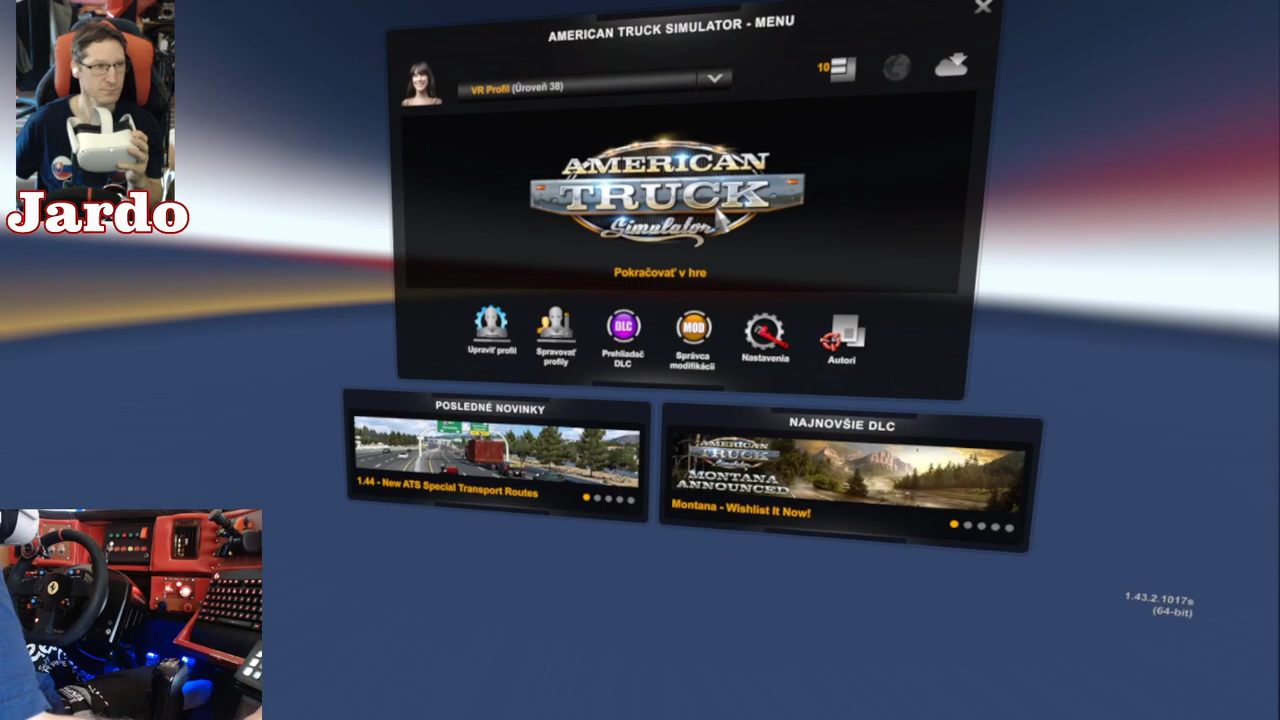 AMERICAN TRUCK SIMULATOR - MENU
VR Profil (Úroveň 38)
10
AMERICAN
TRUCK
Simulator
Pokračovať v hre
Upraviť profil
Spravovať
profily
DLC
Prehliadač
DLC
MOD
Správca
modifikácií
Nastavenia
Autori
Jardo
POSLEDNÉ NOVINKY
1.44 - New ATS Special Transport Routes
NAJNOVŠIE DLC
AMERICAN
TRUCK
Simulator
MONTANA
ANNOUNCED
Montana - Wishlist It Now!
1.43.2.1017s
(64-bit)